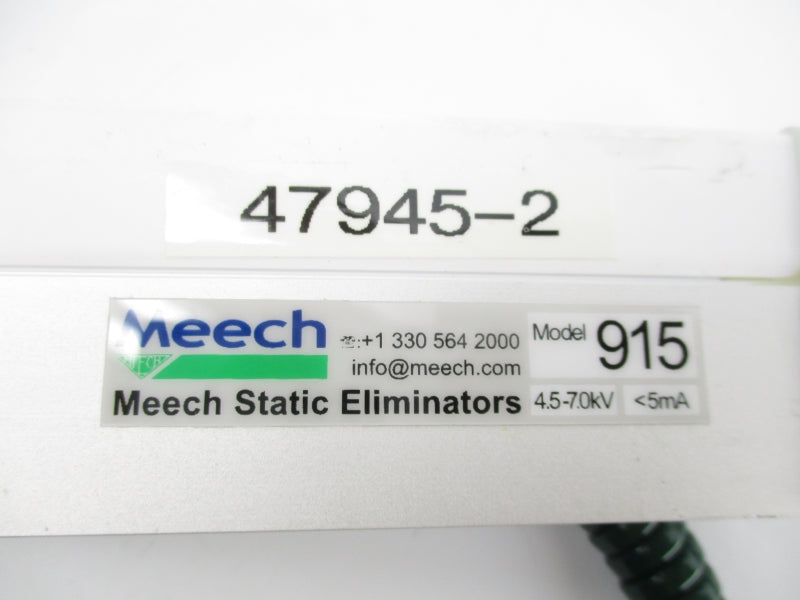 47945-2
Meech
☎:+1 330 564 2000
info@meech.com
Meech Static Eliminators
Model 915
4.5-7.0kV <5mA